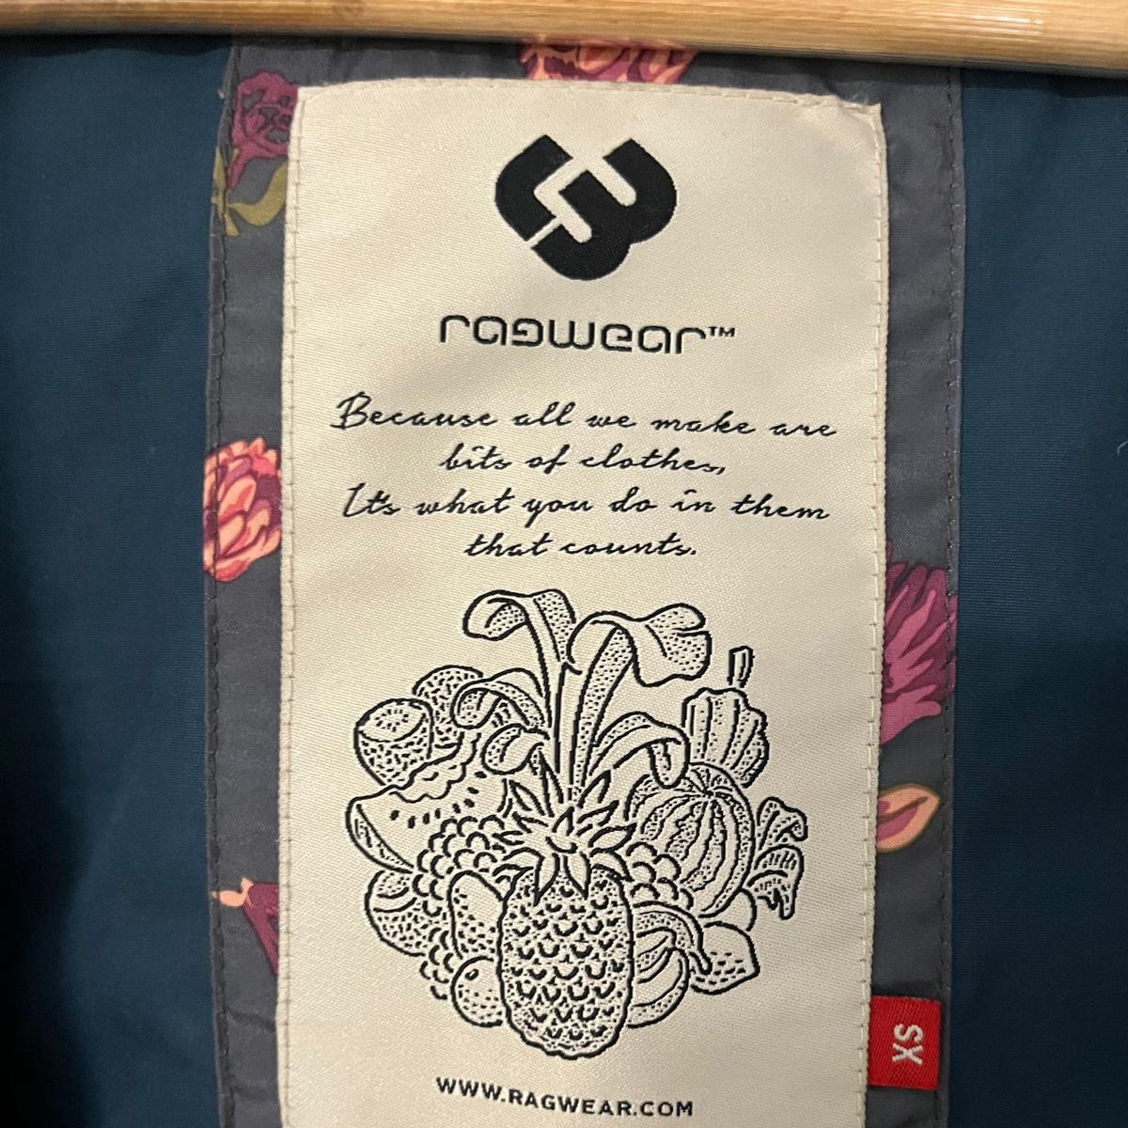 ragwear™
Because all we make are
bits of clothes,
It's what you do in them
that counts.
XS
WWW.RAGWEAR.COM